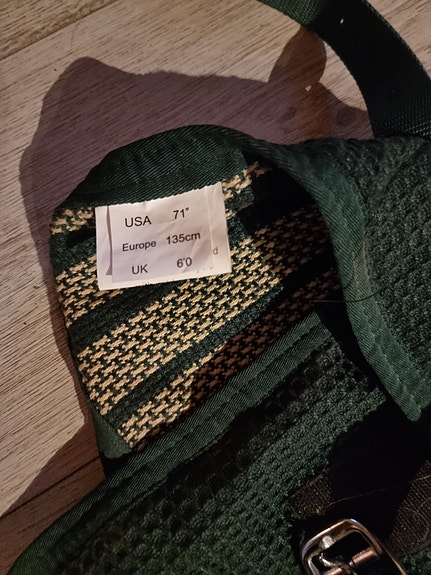 USA 71"
Europe 135cm
UK 6'0
d